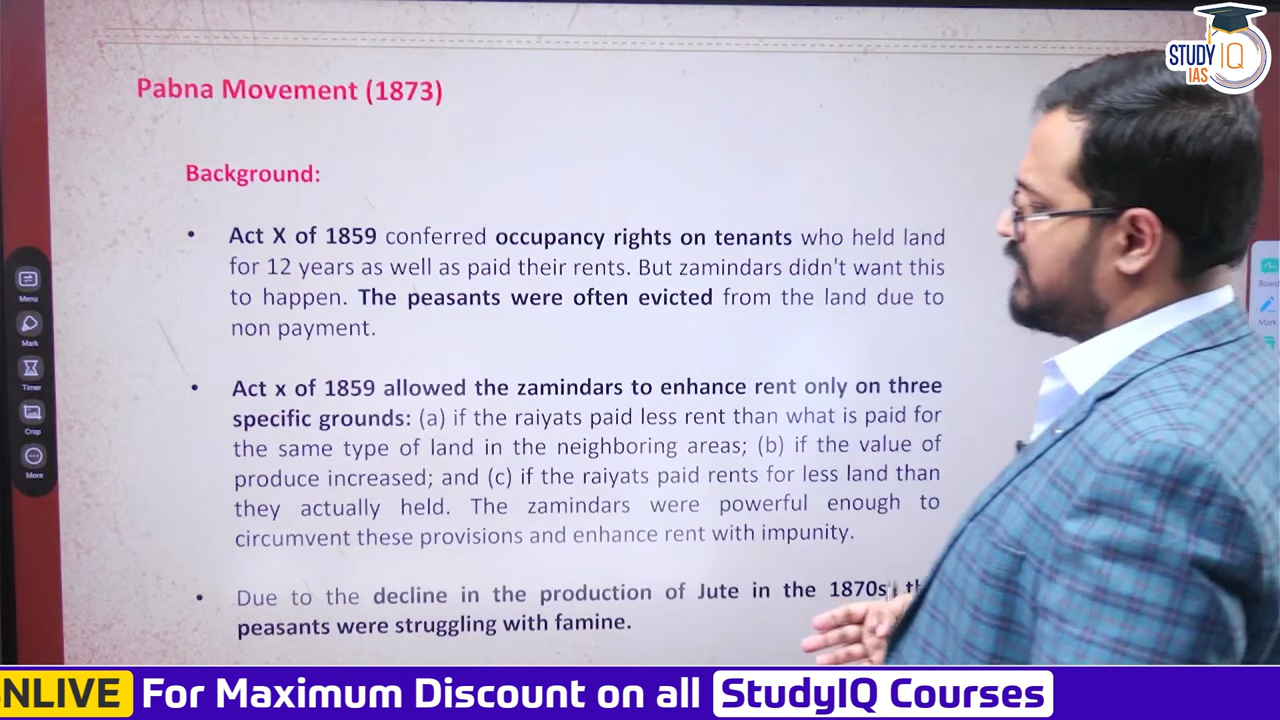 STUDY IQ
IAS
Pabna Movement (1873)
Background:
• Act X of 1859 conferred occupancy rights on tenants who held land
for 12 years as well as paid their rents. But zamindars didn't want this
to happen. The peasants were often evicted from the land due to
non payment.
• Act x of 1859 allowed the zamindars to enhance rent only on three
specific grounds: (a) if the raiyats paid less rent than what is paid for
the same type of land in the neighboring areas; (b) if the value of
produce increased; and (c) if the raiyats paid rents for less land than
they actually held. The zamindars were powerful enough to
circumvent these provisions and enhance rent with impunity.
• Due to the decline in the production of Jute in the 1870s
peasants were struggling with famine.
Menu
Mark
Timer
Crop
More
Board
Mark
NLIVE For Maximum Discount on all StudyIQ Courses